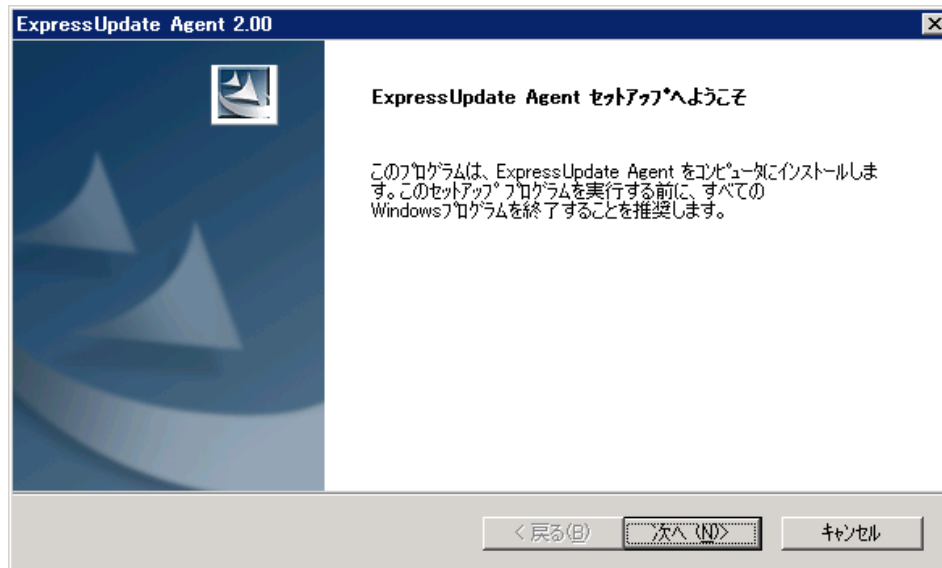 ExpressUpdate Agent 2.00
ExpressUpdate Agent ｾｯﾄｱｯﾌﾟへようこそ
このﾌﾟﾛｸﾞﾗﾑは、ExpressUpdate Agent をｺﾝﾋﾟｭｰﾀにｲﾝｽﾄｰﾙしま
す。このｾｯﾄｱｯﾌﾟ ﾌﾟﾛｸﾞﾗﾑを実行する前に、すべての
Windowsﾌﾟﾛｸﾞﾗﾑを終了することを推奨します。
< 戻る(B)
次へ (N)>
ｷｬﾝｾﾙ